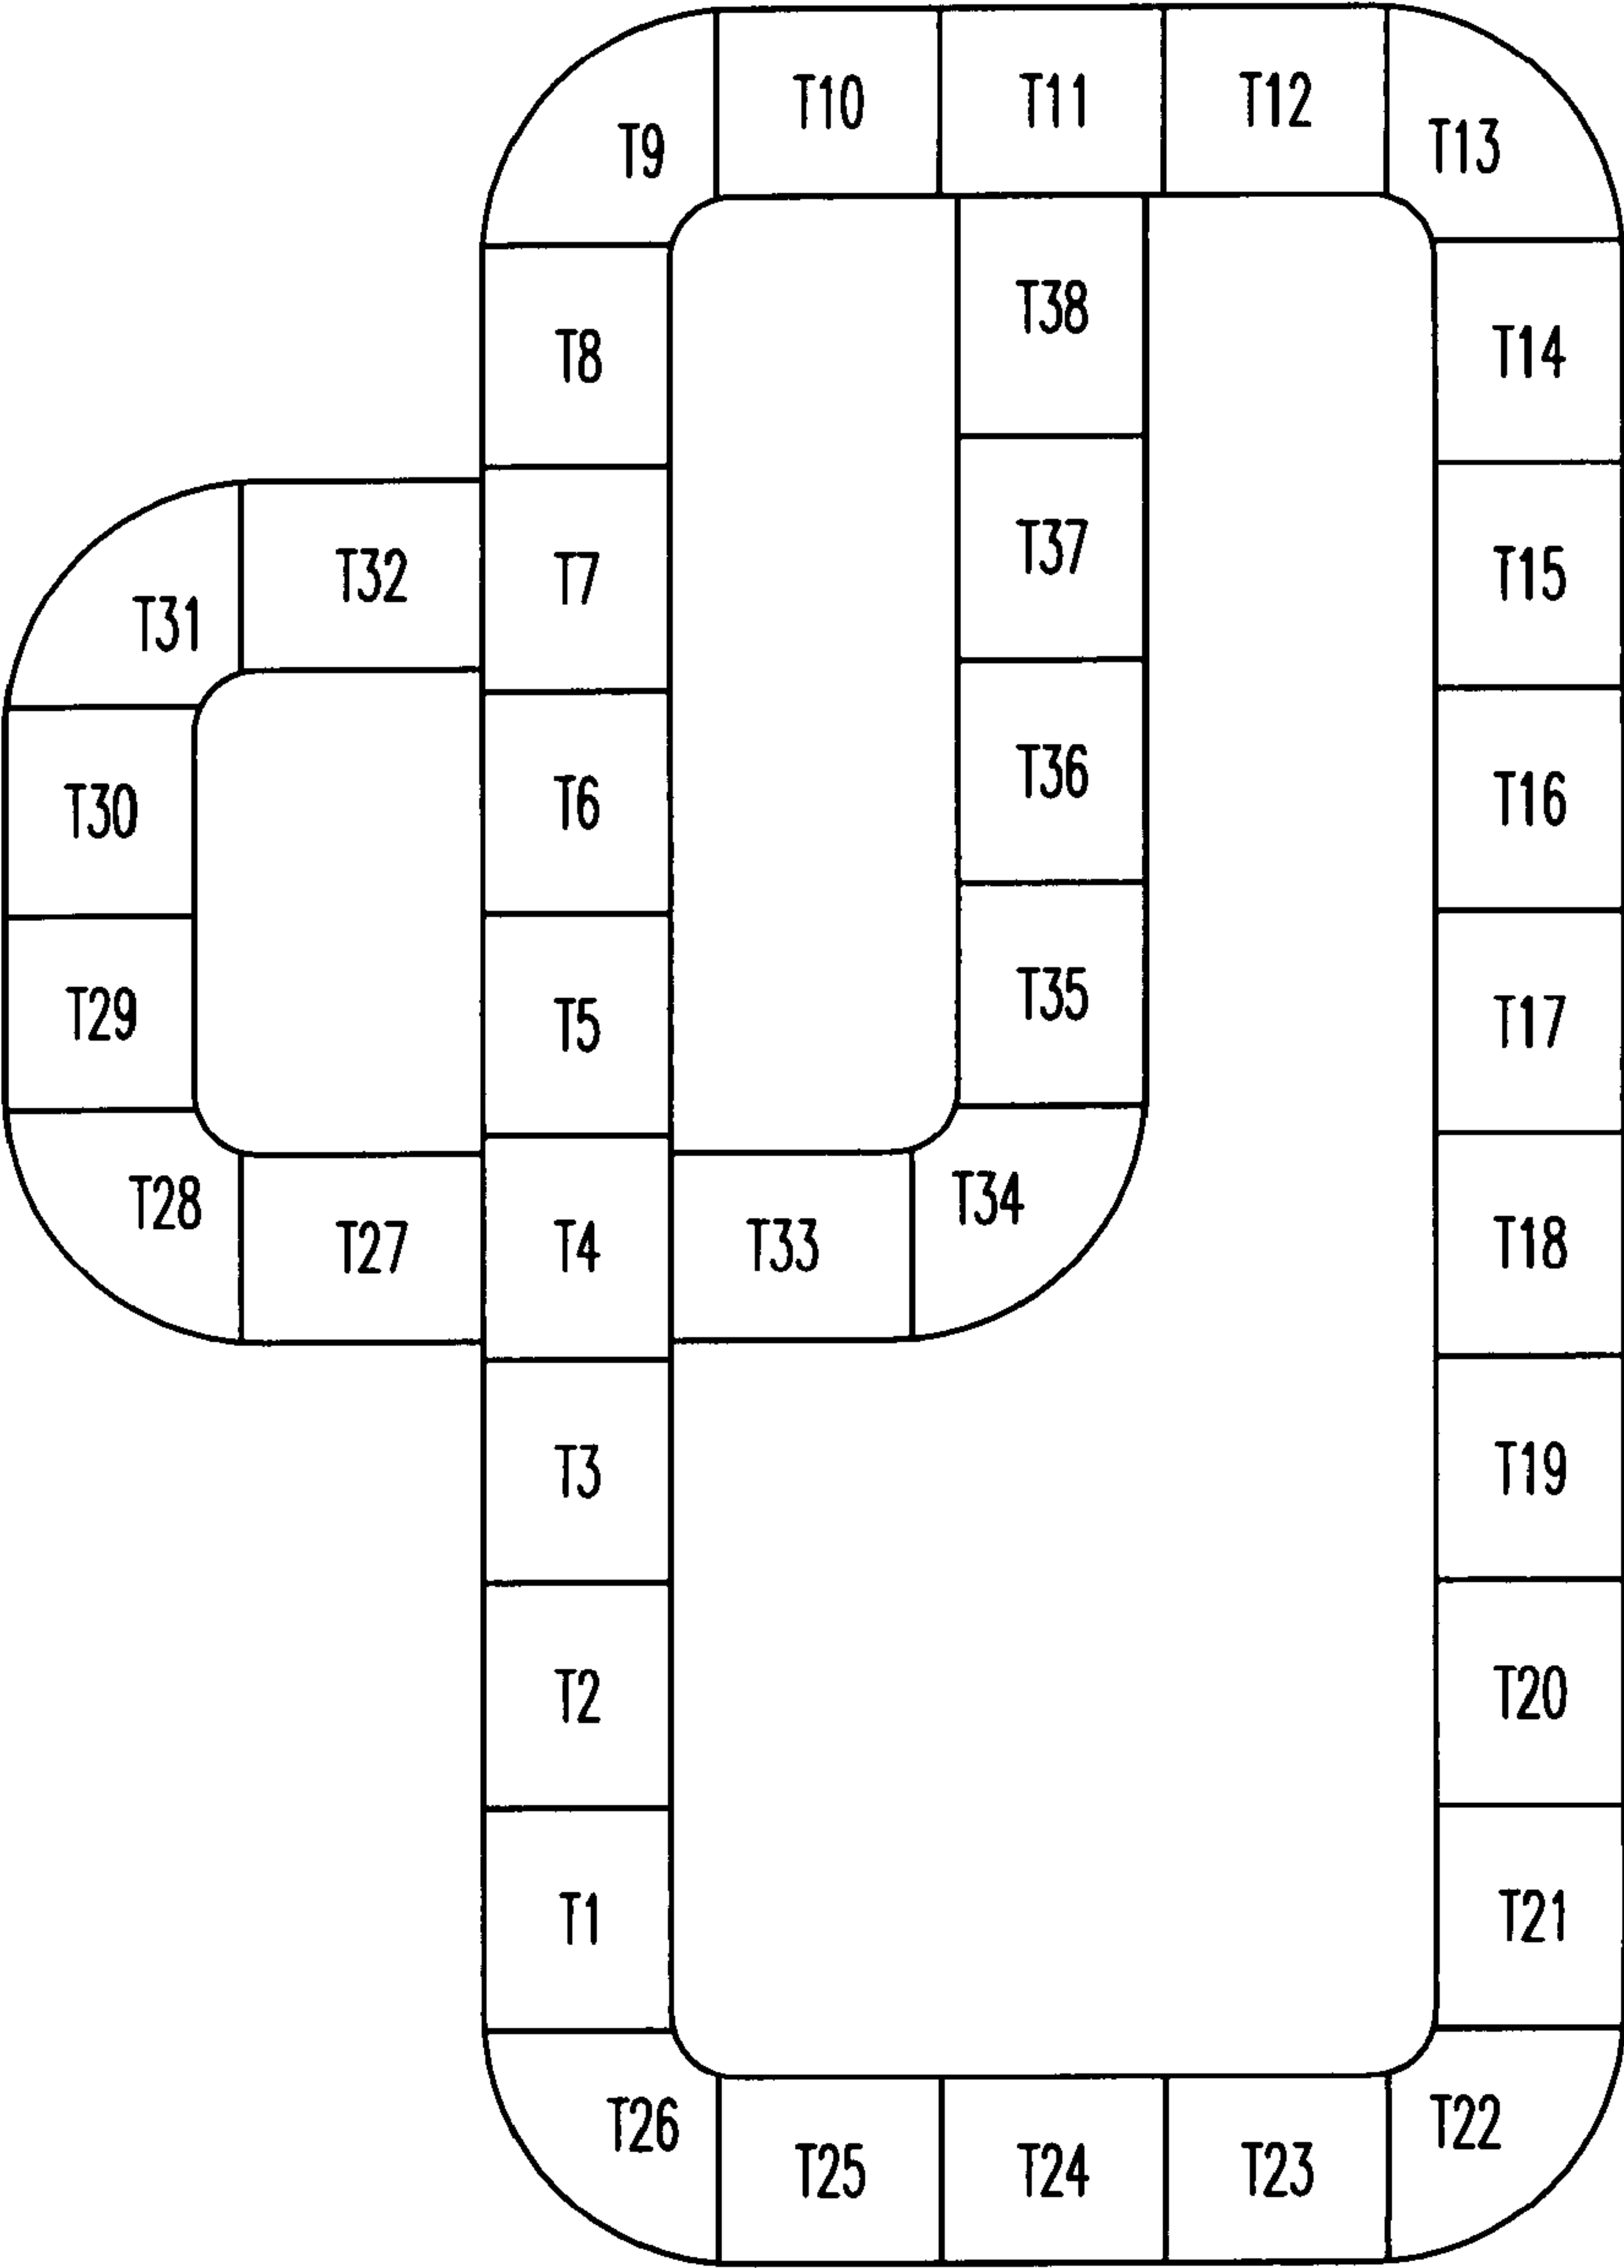 T10 T11 T12
T9 T13
T38
T8 T14
T32 T7 T37 T15
T31
T30 T6 T36 T16
T29 T5 T35 T17
T28 T34
T27 T4 T33 T18
T3 T19
T2 T20
T1 T21
T26 T22
T25 T24 T23